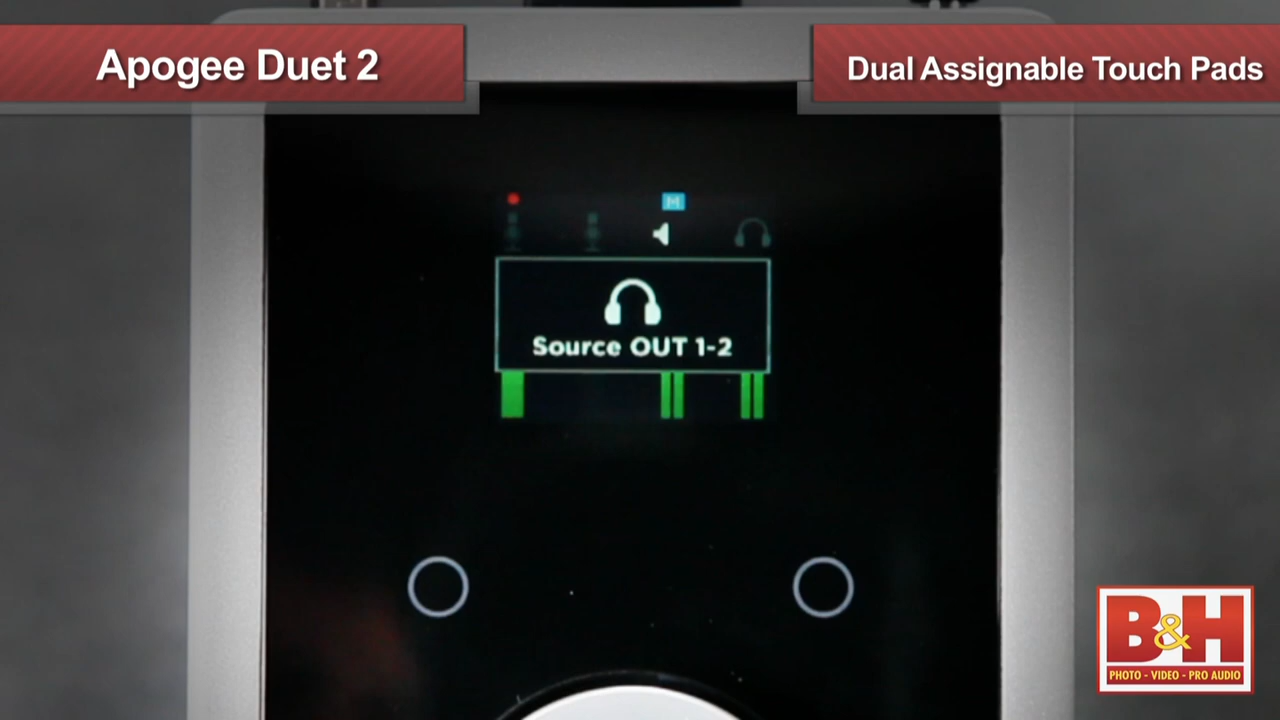 Apogee Duet 2
Dual Assignable Touch Pads
M
Source OUT 1-2
B&H
PHOTO - VIDEO - PRO AUDIO